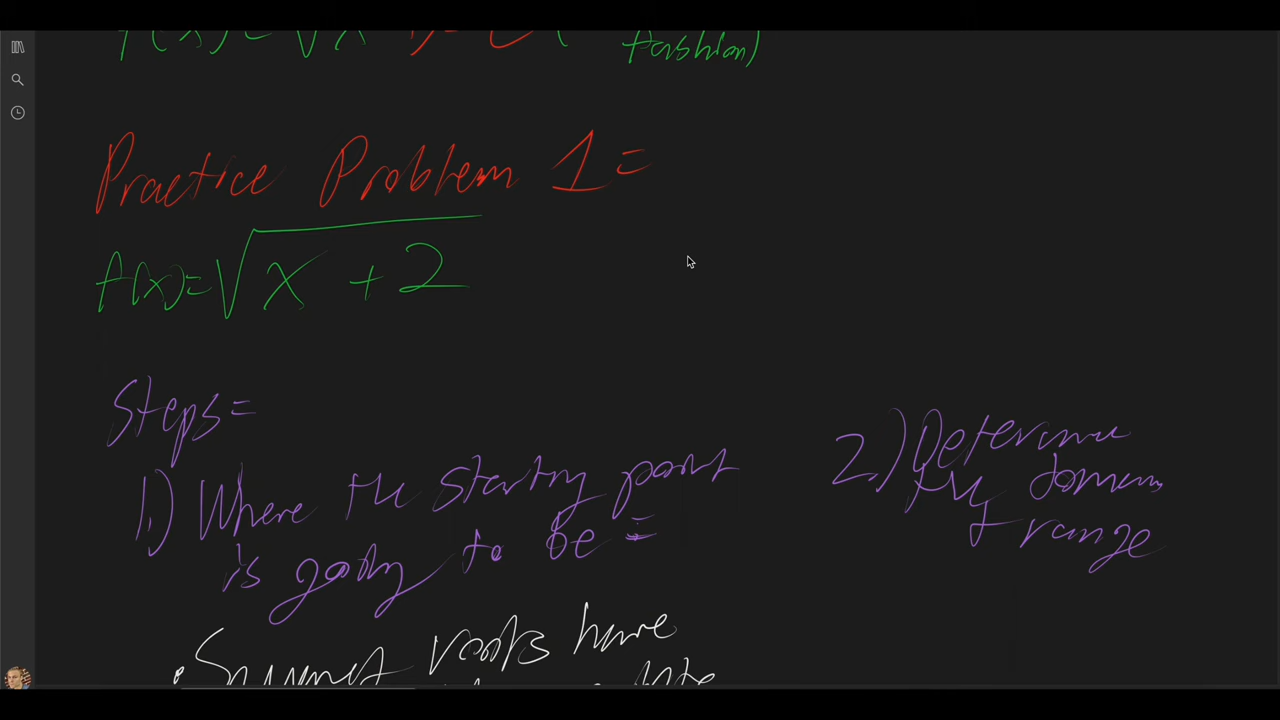 f(x)=√x
fashion)
Practice Problem 1=
f(x)=√x+2
Steps=
1.) Where the starting point
is going to be =
2.) Determine
the domain
+ range
roots have